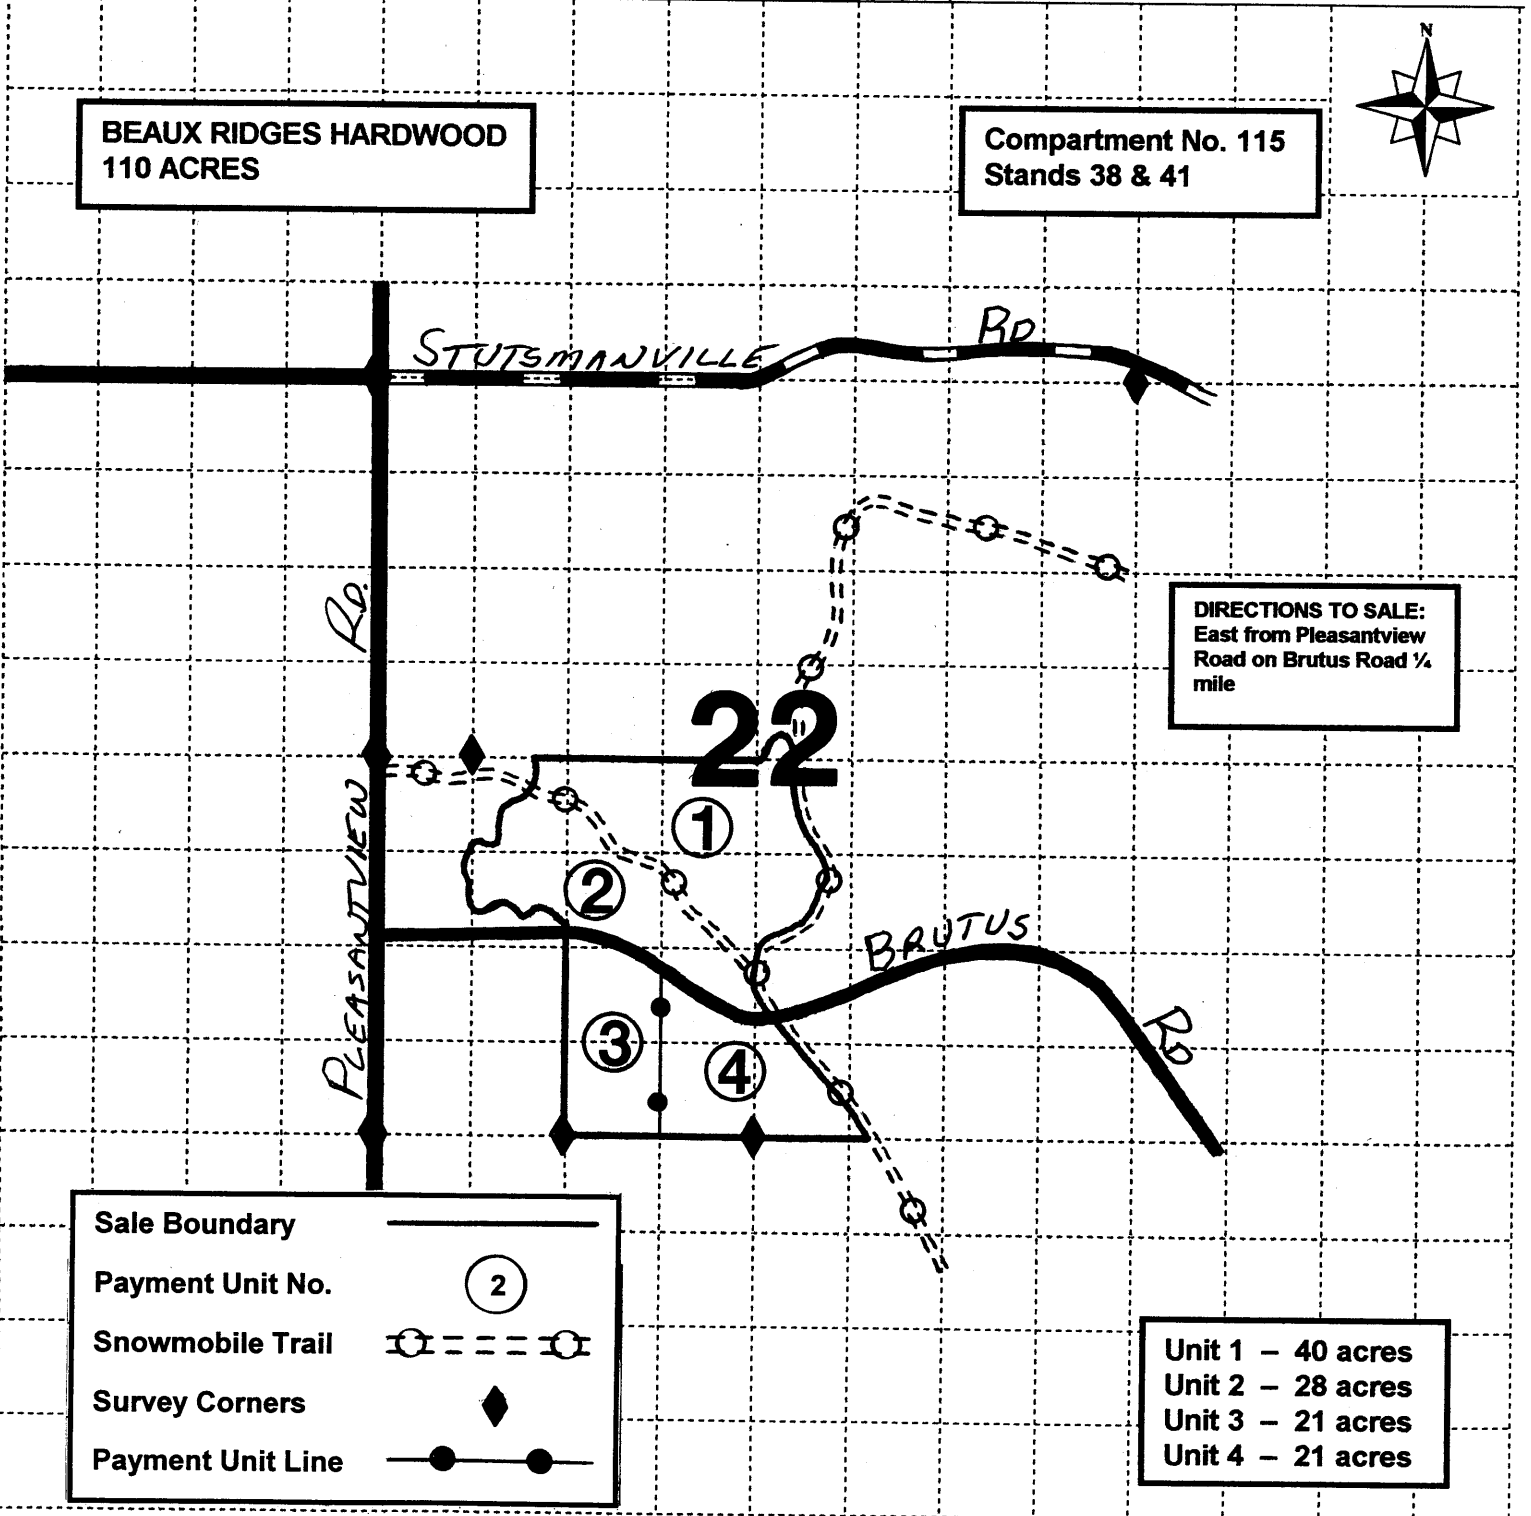 N
BEAUX RIDGES HARDWOOD
110 ACRES
Compartment No. 115
Stands 38 & 41
STUTSMANVILLE RD
RD.
PLEASANTVIEW
DIRECTIONS TO SALE:
East from Pleasantview
Road on Brutus Road ¼
mile
22
1
2
BRUTUS
RD
3
4
Sale Boundary
Payment Unit No. 2
Snowmobile Trail
Survey Corners
Payment Unit Line
Unit 1 – 40 acres
Unit 2 – 28 acres
Unit 3 – 21 acres
Unit 4 – 21 acres